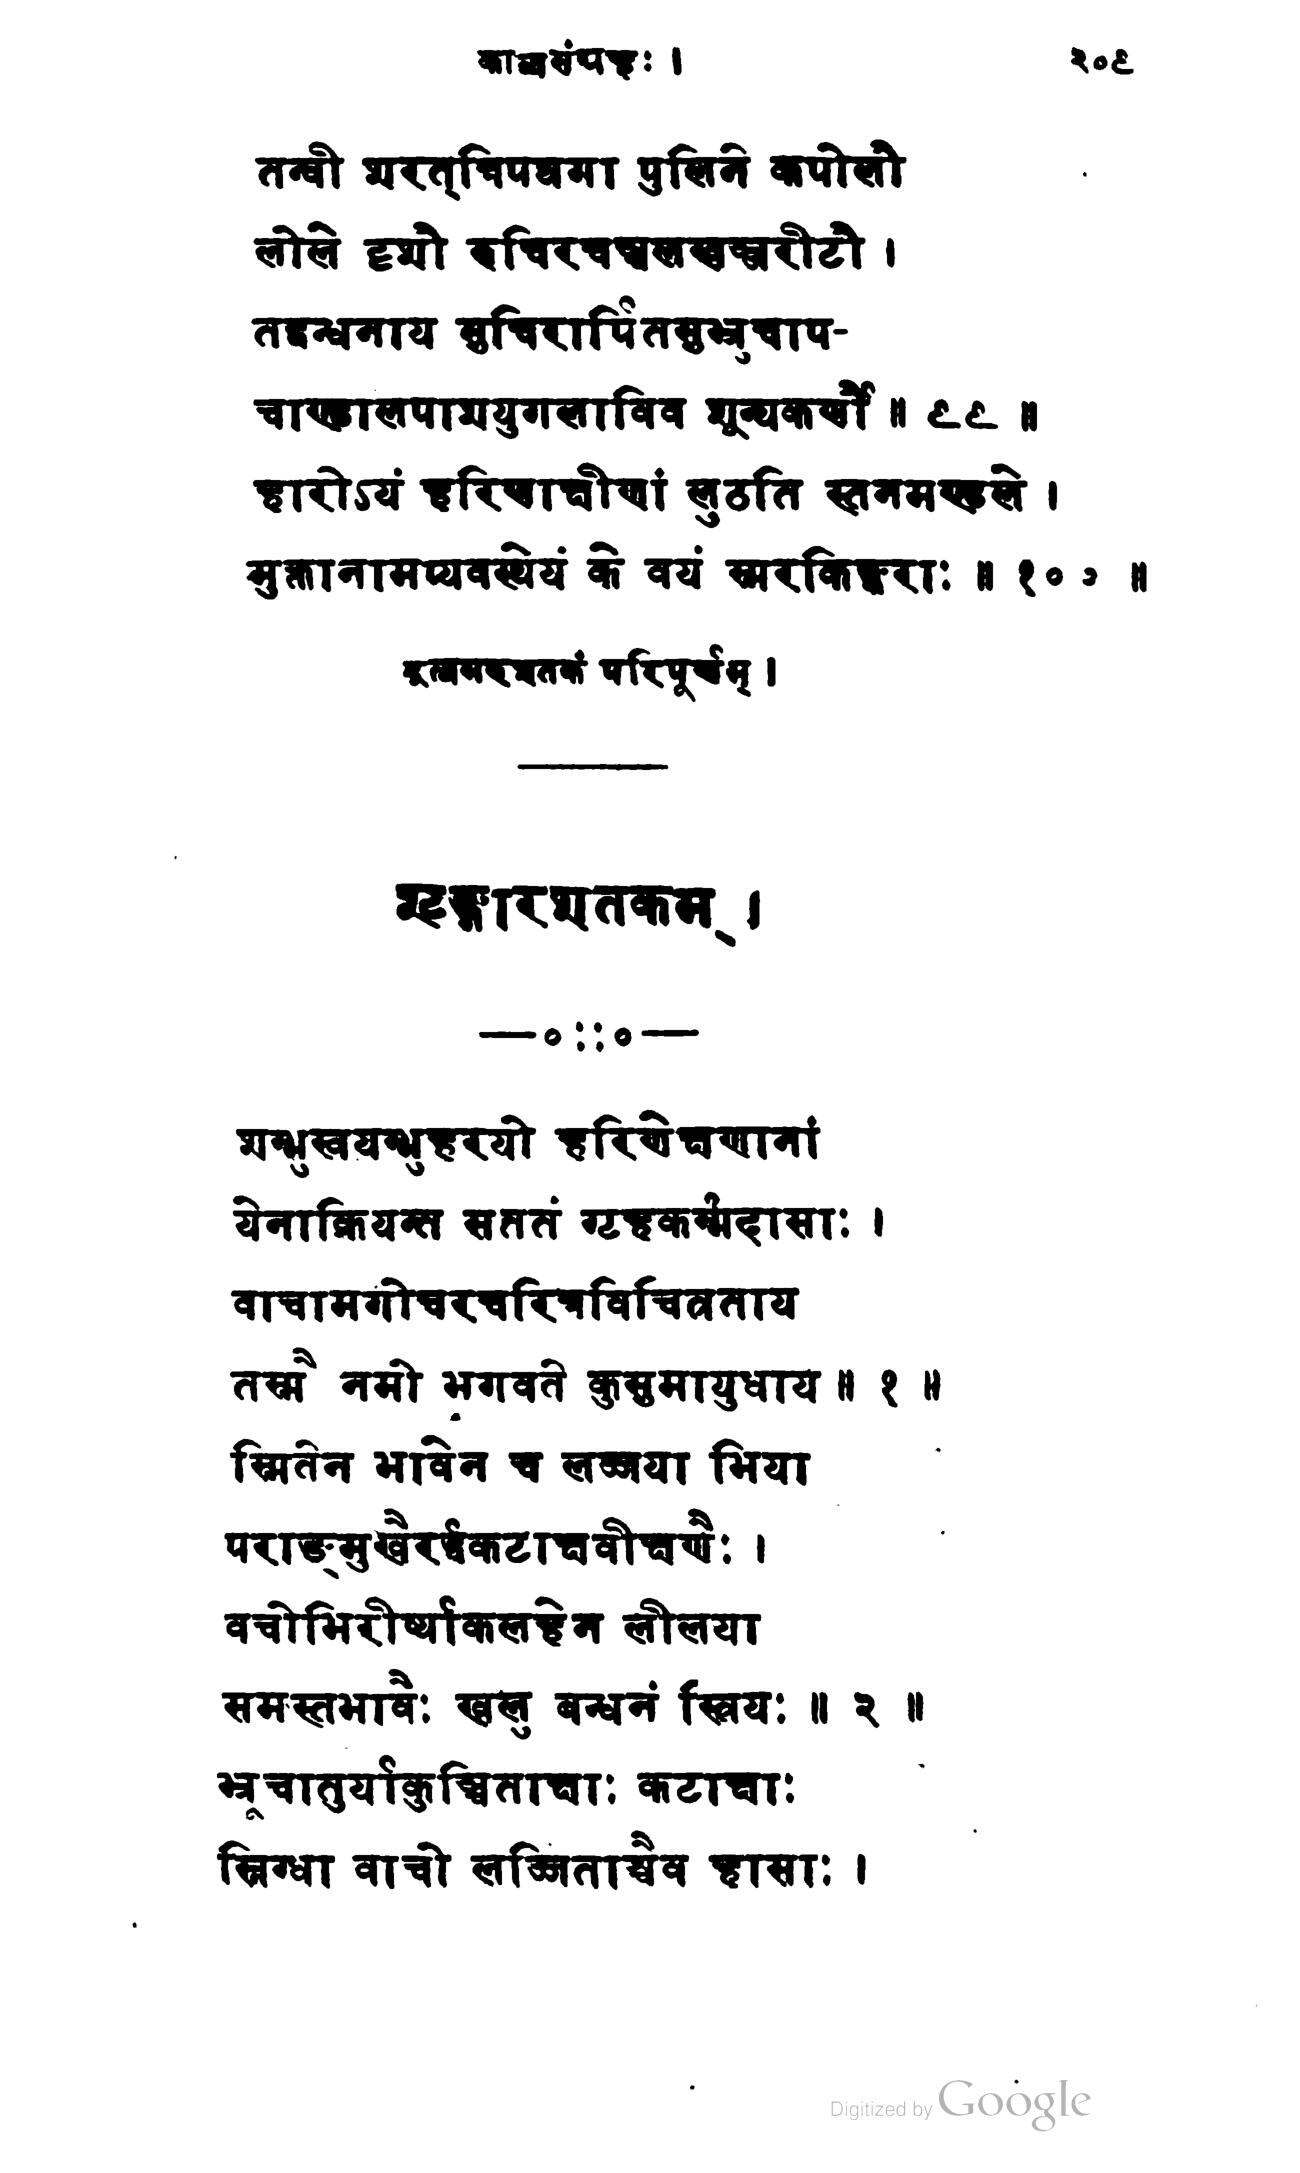 काव्यसंग्रहः । २०९
तन्वी शरत्त्रिपथगा पुलिने कपोलौ
लोले दृशौ रुचिरचञ्चलखञ्जरीटौ ।
तद्बन्धनाय सुचिरार्पितसुभ्रुचाप-
चाण्डालपाशयुगलाविव शून्यकर्णौ ॥ ९९ ॥
हारोऽयं हरिणाक्षीणां लुठति स्तनमण्डले ।
मुक्तानामप्यवस्थेयं के वयं स्मरकिङ्कराः ॥ १०० ॥
इत्यमरुशतकं परिपूर्णम् ।
शृङ्गारशतकम् ।
—० :: ०—
शम्भुस्वयम्भुहरयो हरिणेक्षणानां
येनाक्रियन्त सततं गृहकर्म्मदासाः ।
वाचामगोचरचरित्रविचित्रताय
तस्मै नमो भगवते कुसुमायुधाय ॥ १ ॥
स्मितेन भावेन च लज्जया भिया
पराङ्मुखैरर्द्धकटाक्षवीक्षणैः ।
वचोभिरीर्ष्याकलहेन लीलया
समस्तभावैः खलु बन्धनं स्त्रियः ॥ २ ॥
भ्रूचातुर्याकुञ्चिताक्षाः कटाक्षाः
स्निग्धा वाचो लज्जिताश्चैव हासाः ।
Digitized by Google